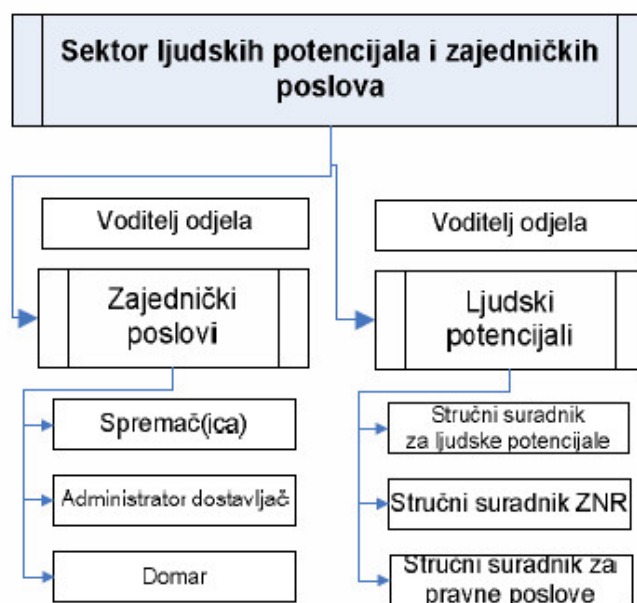 Sektor ljudskih potencijala i zajedničkih
poslova
Voditelj odjela
Zajednički
poslovi
Spremač(ica)
Administrator dostavljač
Domar
Voditelj odjela
Ljudski
potencijali
Stručni suradnik
za ljudske potencijale
Stručni suradnik ZNR
Stručni suradnik za
pravne poslove